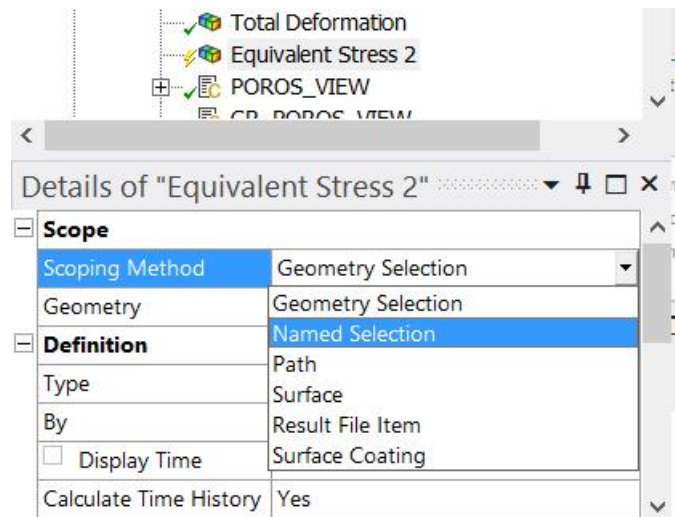 Total Deformation
Equivalent Stress 2
POROS_VIEW
Details of "Equivalent Stress 2"
Scope
Scoping Method Geometry Selection
Geometry Geometry Selection
Named Selection
Definition
Path
Type
Surface
By Result File Item
Display Time Surface Coating
Calculate Time History Yes